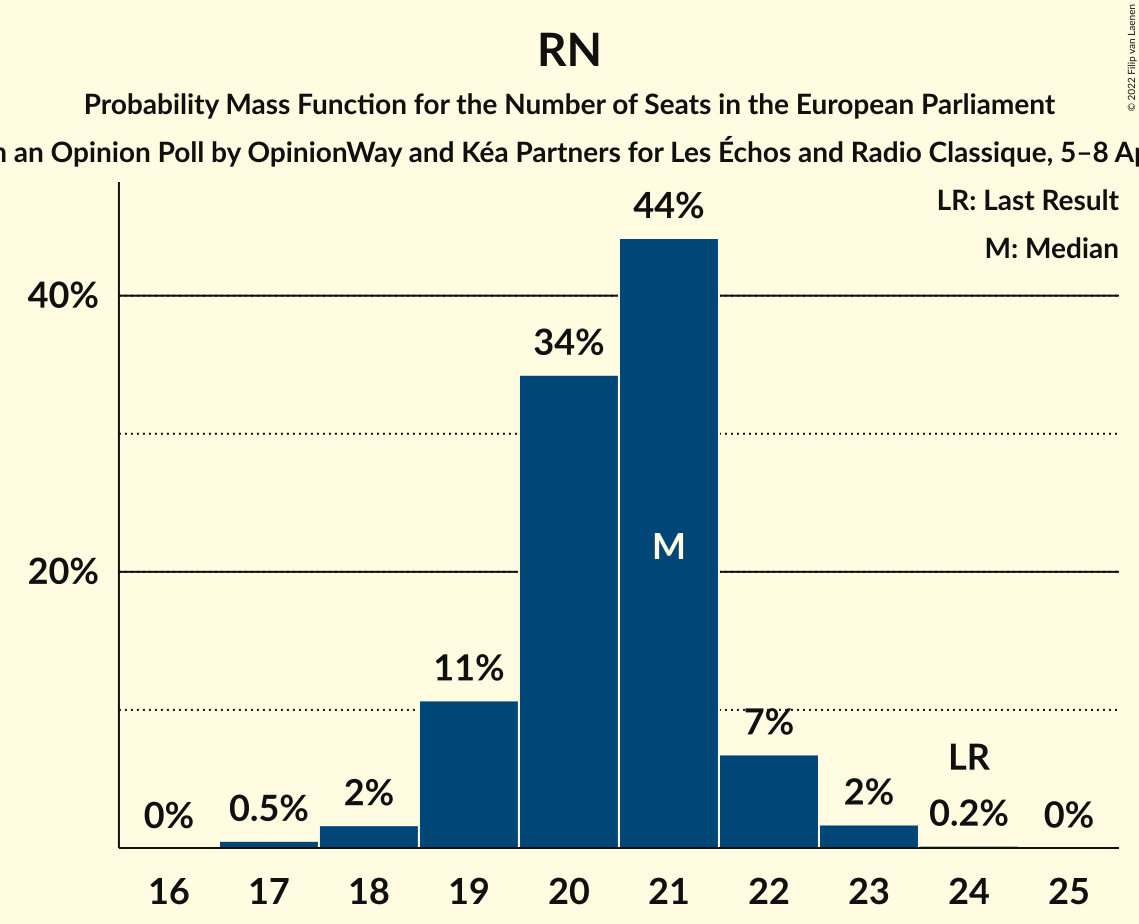 RN
Probability Mass Function for the Number of Seats in the European Parliament
an Opinion Poll by OpinionWay and Kéa Partners for Les Échos and Radio Classique, 5–8
© 2022 Filip van Laenen
LR: Last Result
M: Median
44%
40%
34%
M
20%
11%
7%
LR
0%
0.5%
2%
2%
0.2%
0%
16 17 18 19 20 21 22 23 24 25